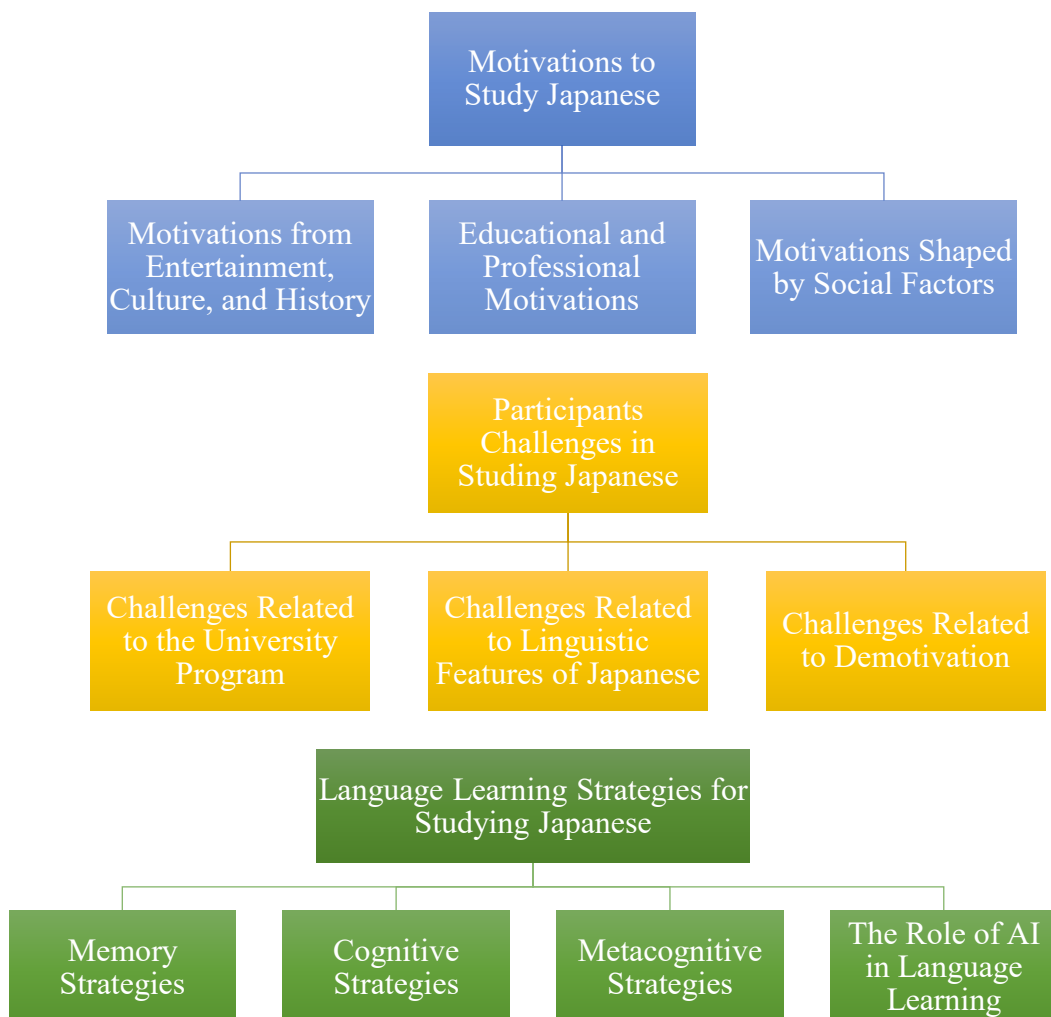 Motivations to
Study Japanese
Motivations from
Entertainment,
Culture, and History
Educational and
Professional
Motivations
Motivations Shaped
by Social Factors
Participants
Challenges in
Studing Japanese
Challenges Related
to the University
Program
Challenges Related
to Linguistic
Features of Japanese
Challenges Related
to Demotivation
Language Learning Strategies for
Studying Japanese
Memory
Strategies
Cognitive
Strategies
Metacognitive
Strategies
The Role of AI
in Language
Learning